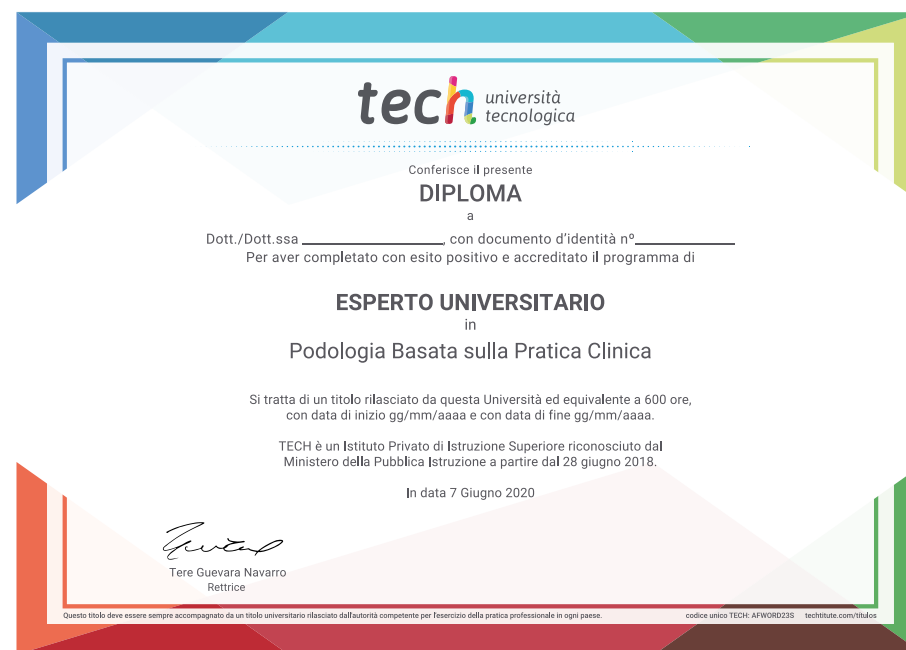 tech università
tecnologica
Conferisce il presente
DIPLOMA
a
Dott./Dott.ssa ____________________, con documento d'identità nº______________
Per aver completato con esito positivo e accreditato il programma di
ESPERTO UNIVERSITARIO
in
Podologia Basata sulla Pratica Clinica
Si tratta di un titolo rilasciato da questa Università ed equivalente a 600 ore,
con data di inizio gg/mm/aaaa e con data di fine gg/mm/aaaa.
TECH è un Istituto Privato di Istruzione Superiore riconosciuto dal
Ministero della Pubblica Istruzione a partire dal 28 giugno 2018.
In data 7 Giugno 2020
Tere Guevara Navarro
Rettrice
Questo titolo deve essere sempre accompagnato da un titolo universitario rilasciato dall'autorità competente per l'esercizio della pratica professionale in ogni paese. codice unico TECH: AFWORD23S techtitute.com/titulos